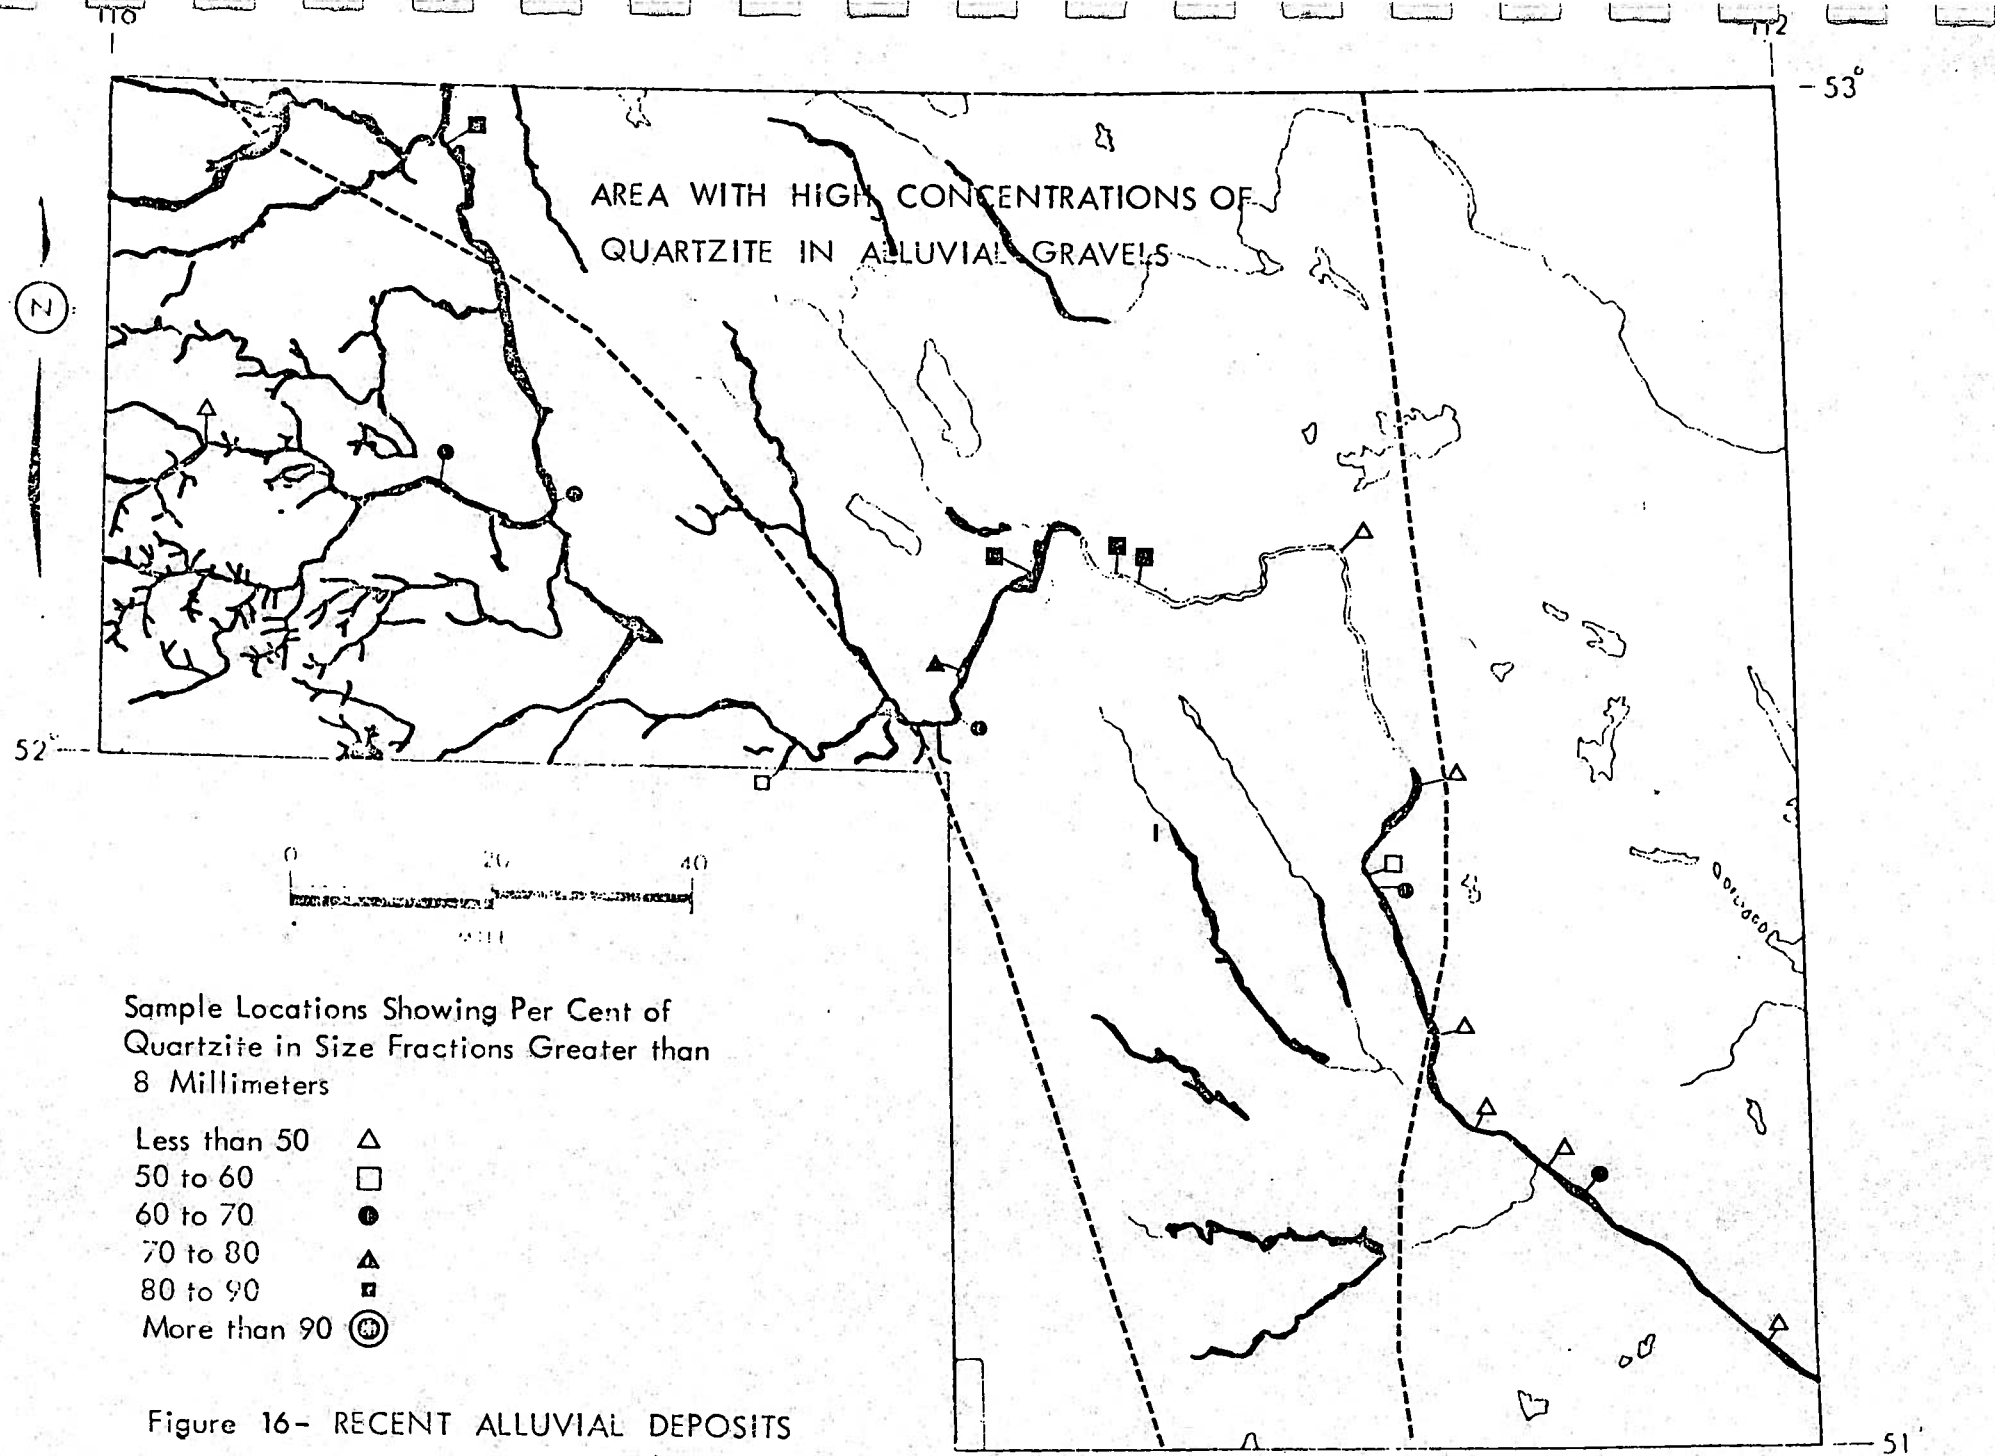 110
112
53°
AREA WITH HIGH CONCENTRATIONS OF
QUARTZITE IN ALLUVIAL GRAVELS
N
52°
0 20 40
Sample Locations Showing Per Cent of
Quartzite in Size Fractions Greater than
8 Millimeters
Less than 50
50 to 60
60 to 70
70 to 80
80 to 90
More than 90
Figure 16- RECENT ALLUVIAL DEPOSITS
51°